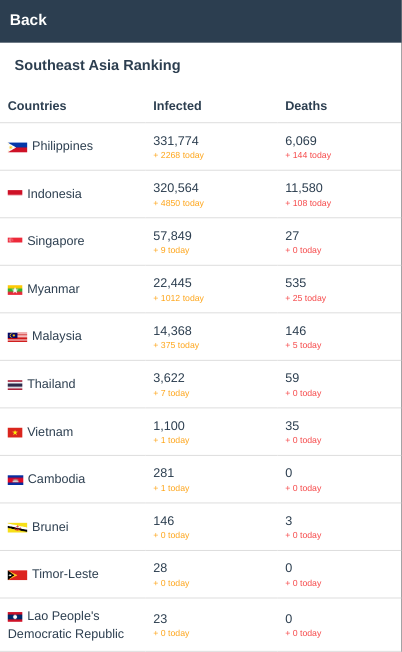 Back
Southeast Asia Ranking
Countries Infected Deaths
Philippines 331,774 6,069
+ 2268 today + 144 today
Indonesia 320,564 11,580
+ 4850 today + 108 today
Singapore 57,849 27
+ 9 today + 0 today
Myanmar 22,445 535
+ 1012 today + 25 today
Malaysia 14,368 146
+ 375 today + 5 today
Thailand 3,622 59
+ 7 today + 0 today
Vietnam 1,100 35
+ 1 today + 0 today
Cambodia 281 0
+ 1 today + 0 today
Brunei 146 3
+ 0 today + 0 today
Timor-Leste 28 0
+ 0 today + 0 today
Lao People's 23 0
Democratic Republic + 0 today + 0 today